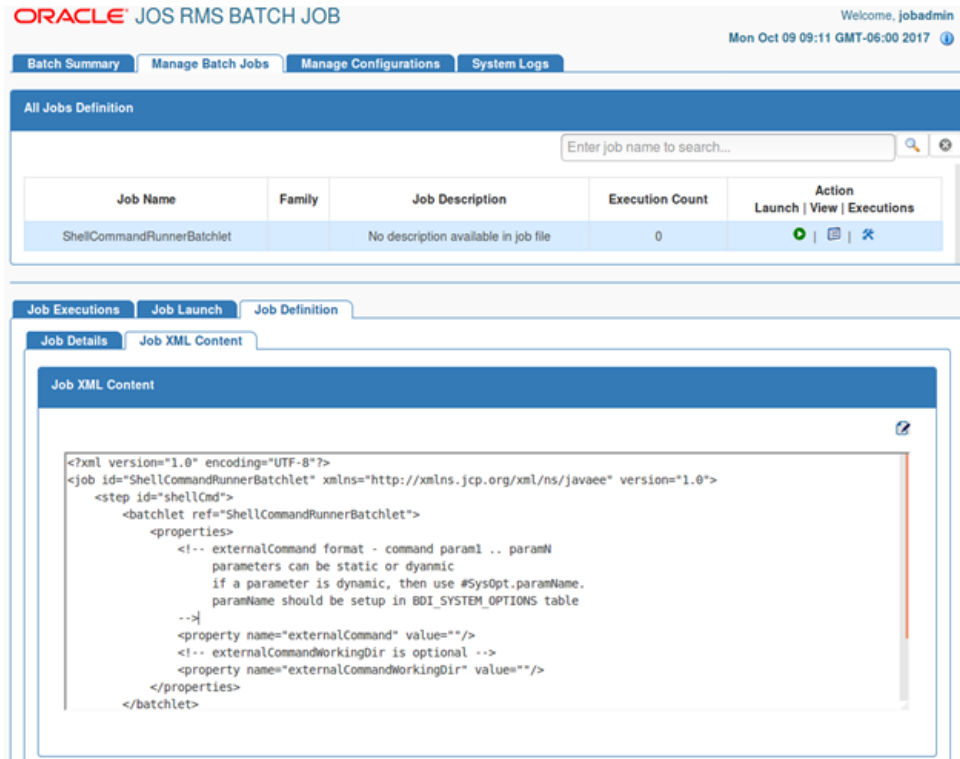 ORACLE JOS RMS BATCH JOB
Welcome, jobadmin
Mon Oct 09 09:11 GMT-06:00 2017
Batch Summary Manage Batch Jobs Manage Configurations System Logs
All Jobs Definition
Enter job name to search...
Job Name Family Job Description Execution Count Action
Launch | View | Executions
ShellCommandRunnerBatchlet No description available in job file 0 | |
Job Executions Job Launch Job Definition
Job Details Job XML Content
Job XML Content
<?xml version="1.0" encoding="UTF-8"?>
<job id="ShellCommandRunnerBatchlet" xmlns="http://xmlns.jcp.org/xml/ns/javaee" version="1.0">
<step id="shellCmd">
<batchlet ref="ShellCommandRunnerBatchlet">
<properties>
<!-- externalCommand format - command param1 .. paramN
parameters can be static or dyanmic
if a parameter is dynamic, then use #SysOpt.paramName.
paramName should be setup in BDI_SYSTEM_OPTIONS table
-->
<property name="externalCommand" value=""/>
<!-- externalCommandWorkingDir is optional -->
<property name="externalCommandWorkingDir" value=""/>
</properties>
</batchlet>